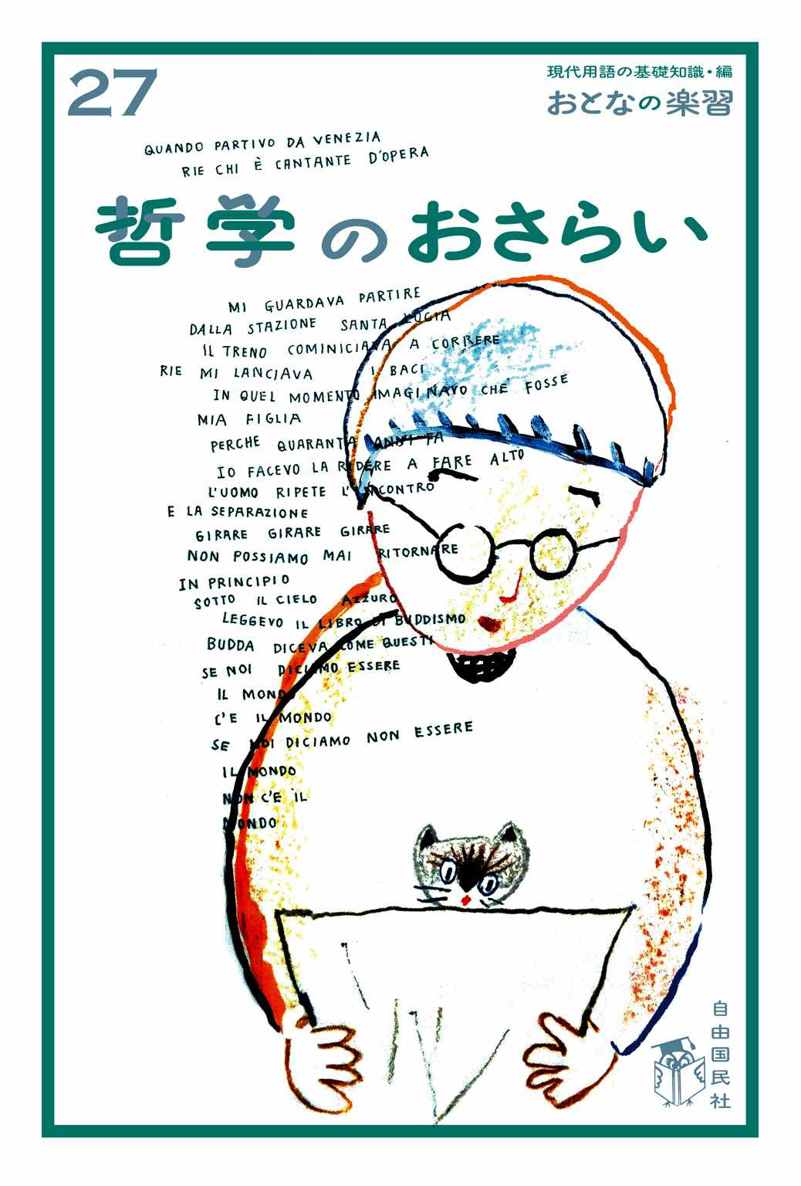 27
現代用語の基礎知識・編
おとなの楽習
QUANDO PARTIVO DA VENEZIA
RIE CHI È CANTANTE D'OPERA
哲学のおさらい
MI GUARDAVA PARTIRE
DALLA STAZIONE SANTA LUCIA
IL TRENO COMINICIAVA A CORRERE
RIE MI LANCIAVA I BACI
IN QUEL MOMENTO IMAGINAVO CHE FOSSE
MIA FIGLIA
PERCHE QUARANTA ANNI FA
IO FACEVO LA RIDERE A FARE ALTO
L'UOMO RIPETE L'INCONTRO
E LA SEPARAZIONE
GIRARE GIRARE GIRARE
NON POSSIAMO MAI RITORNARE
IN PRINCIPIO
SOTTO IL CIELO AZZURO
LEGGEVO IL LIBRO DI BUDDISMO
BUDDA DICEVA COME QUESTI
SE NOI DICIAMO ESSERE
IL MONDO
C'E IL MONDO
SE NOI DICIAMO NON ESSERE
IL MONDO
NON C'E IL
MONDO
自由国民社